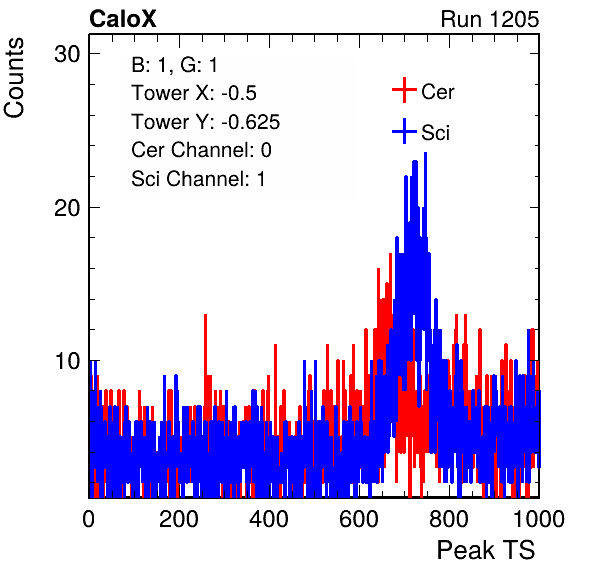 CaloX
Run 1205
Counts
30
20
10
B: 1, G: 1
Tower X: -0.5
Tower Y: -0.625
Cer Channel: 0
Sci Channel: 1
Cer
Sci
0 200 400 600 800 1000
Peak TS